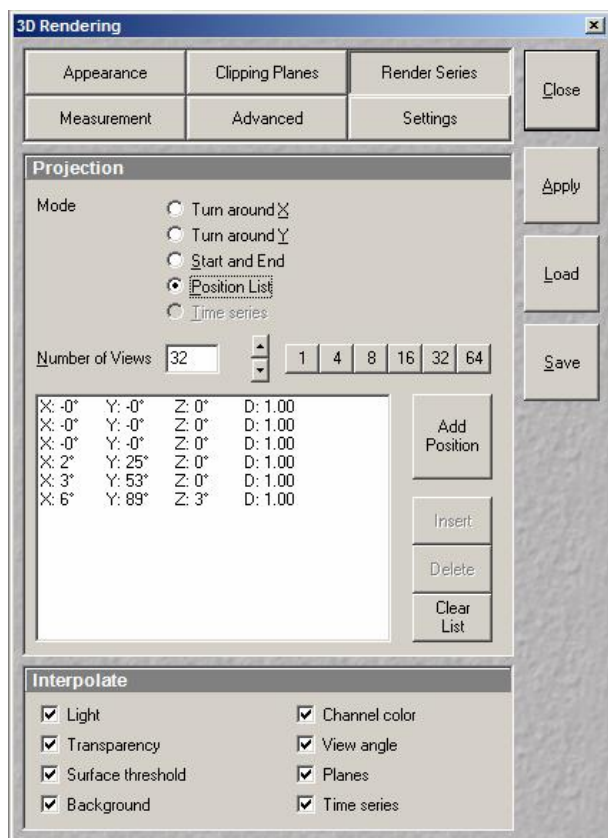 3D Rendering
Appearance Clipping Planes Render Series
Measurement Advanced Settings
Close
Apply
Load
Save
Projection
Mode
Turn around X
Turn around Y
Start and End
Position List
Time series
Number of Views 32 1 4 8 16 32 64
X: -0° Y: -0° Z: 0° D: 1.00
X: -0° Y: -0° Z: 0° D: 1.00
X: -0° Y: -0° Z: 0° D: 1.00
X: 2° Y: 25° Z: 0° D: 1.00
X: 3° Y: 53° Z: 0° D: 1.00
X: 6° Y: 89° Z: 3° D: 1.00
Add
Position
Insert
Delete
Clear
List
Interpolate
Light Channel color
Transparency View angle
Surface threshold Planes
Background Time series